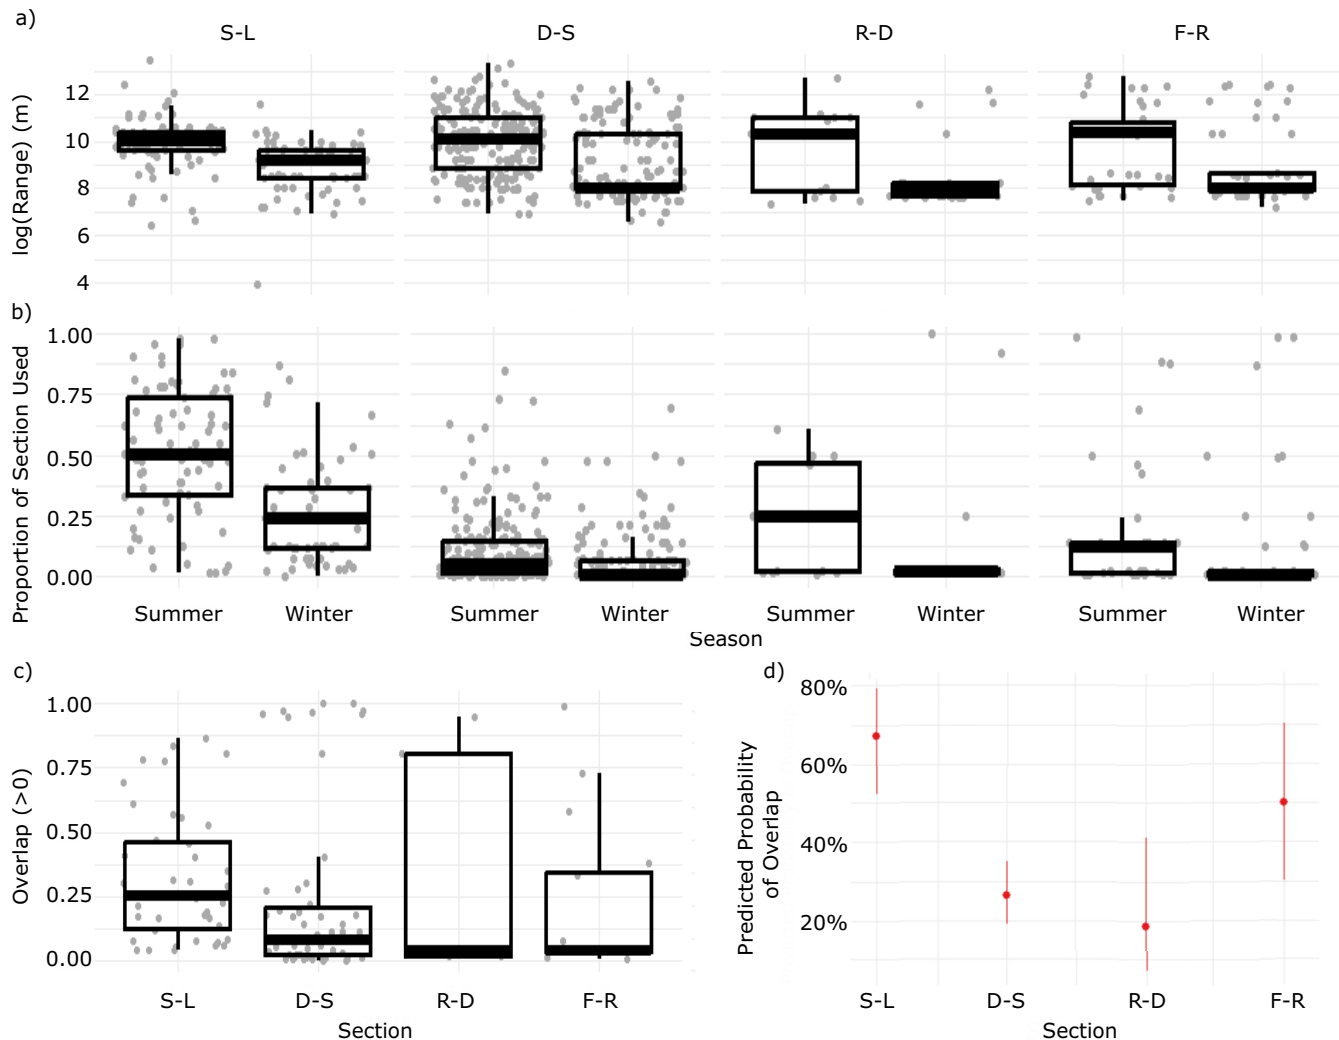 a)
S-L D-S R-D F-R
log(Range) (m)
12
10
8
6
4
b)
Proportion of Section Used
1.00
0.75
0.50
0.25
0.00
Summer Winter Summer Winter Summer Winter Summer Winter
Season
c)
Overlap (>0)
1.00
0.75
0.50
0.25
0.00
S-L D-S R-D F-R
Section
d)
Predicted Probability
of Overlap
80%
60%
40%
20%
S-L D-S R-D F-R
Section